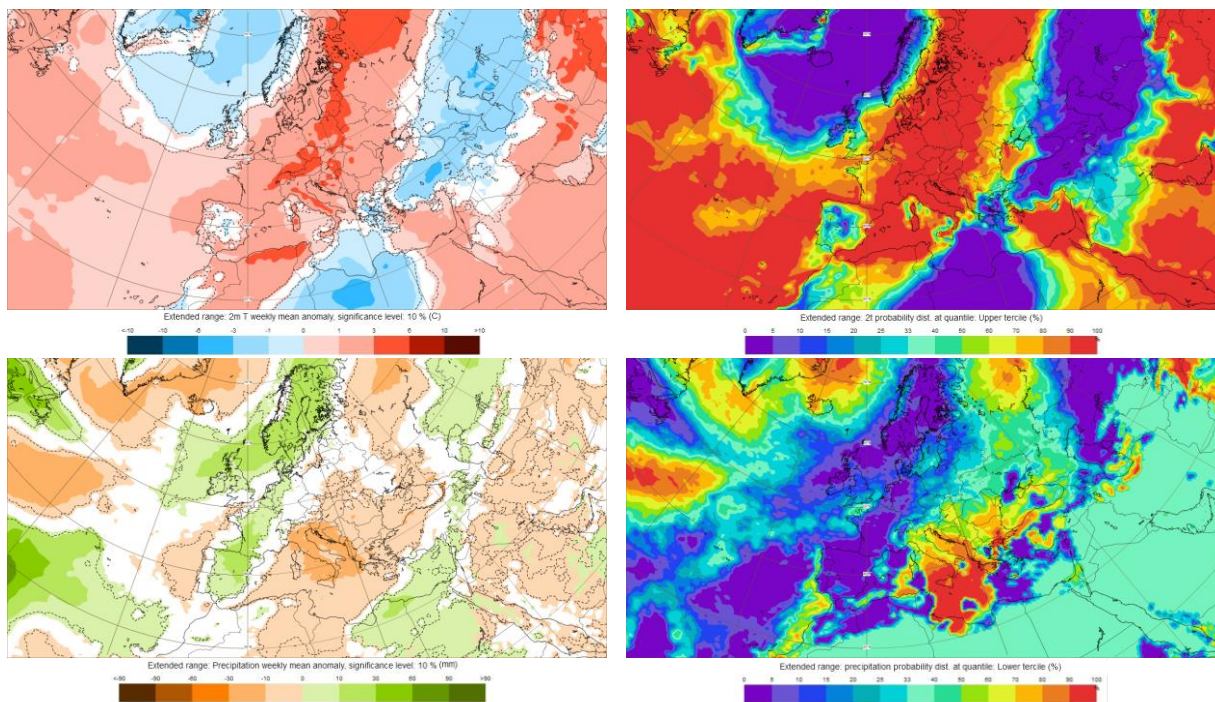 Extended range: 2m T weekly mean anomaly, significance level: 10 % (C)
<-10 -10 -5 -3 -1 0 1 3 5 10 >10
Extended range: 2t probability dist. at quantile: Upper tercile (%)
0 5 10 15 20 33 40 50 60 70 80 90 100
%
Extended range: Precipitation weekly mean anomaly, significance level: 10 % (mm)
<-90 -90 -60 -30 -10 0 10 30 60 90 >90
Extended range: precipitation probability dist. at quantile: Lower tercile (%)
0 5 10 15 20 33 40 50 60 70 80 90 100
%